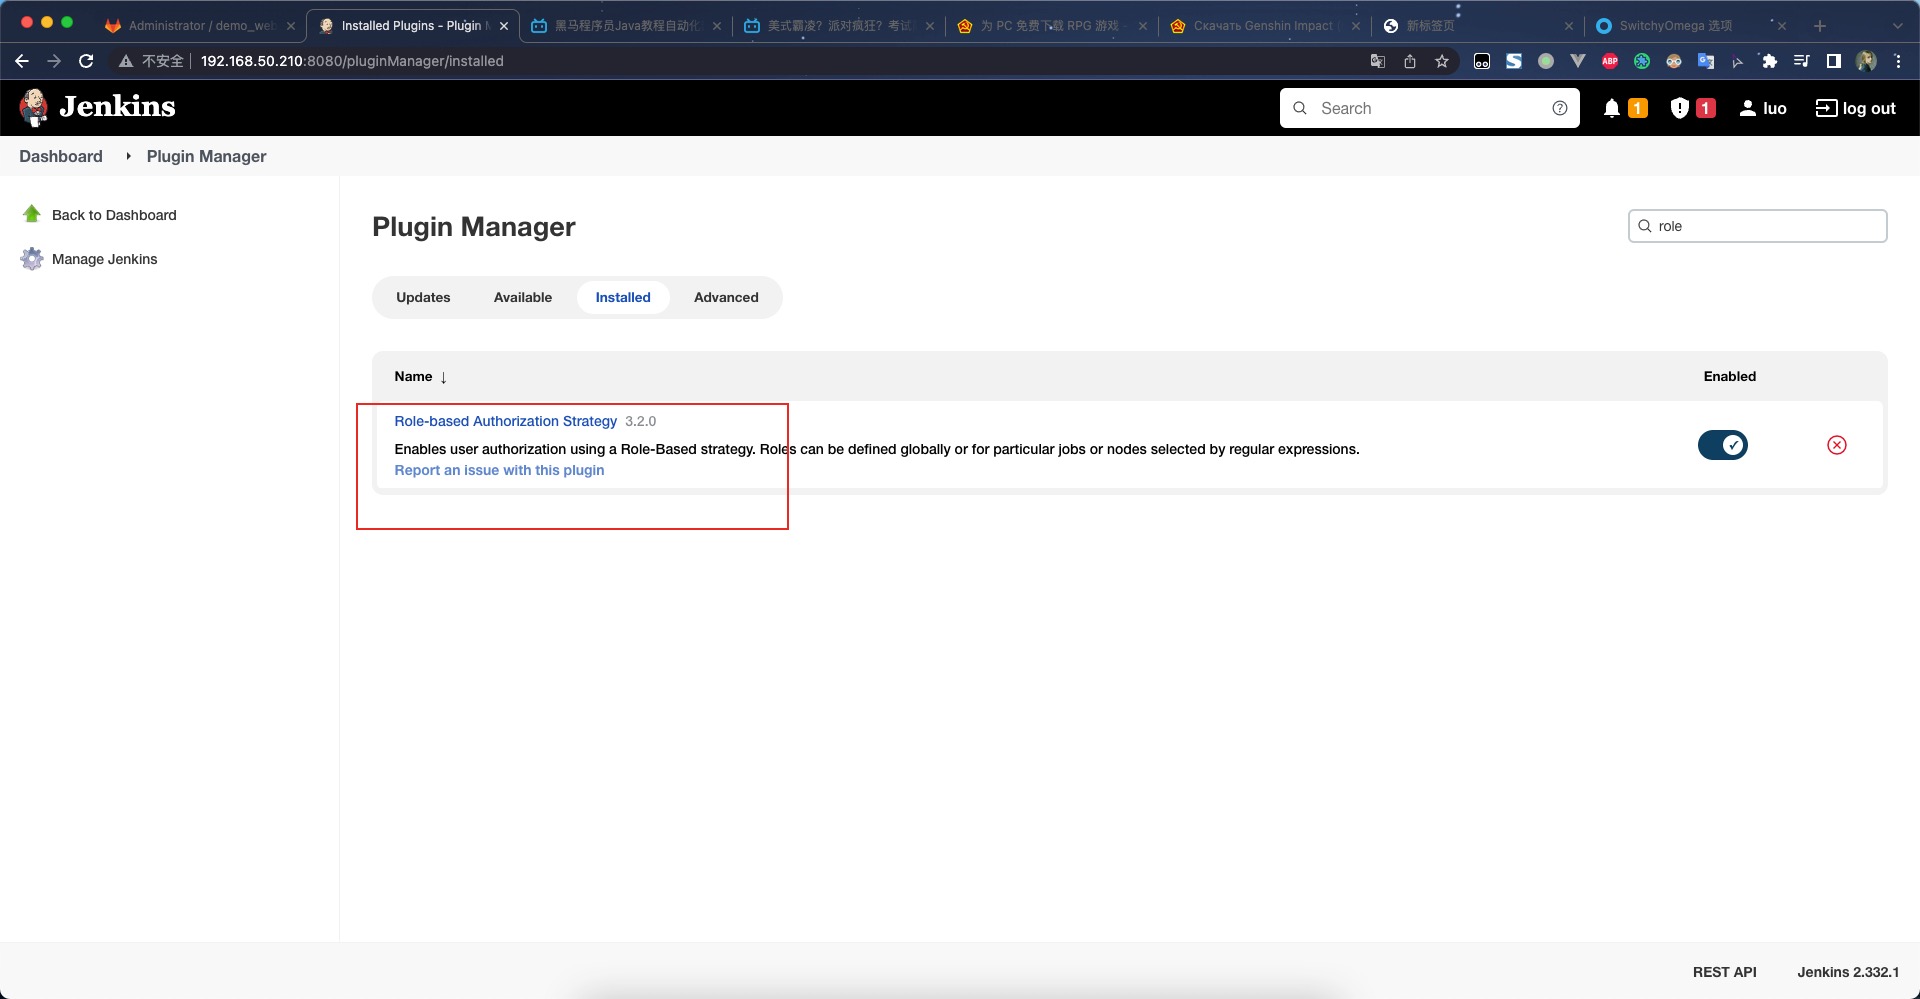 Administrator / demo_web
Installed Plugins - Plugin M
黑马程序员Java教程自动化
美式霸凌？派对疯狂？考试
为 PC 免费下载 RPG 游戏 -
Скачать Genshin Impact (
新标签页
SwitchyOmega 选项
不安全
192.168.50.210:8080/pluginManager/installed
ABP
Jenkins
Search
1
1
luo
log out
Dashboard
Plugin Manager
Back to Dashboard
Manage Jenkins
Plugin Manager
role
Updates
Available
Installed
Advanced
Name ↓
Enabled
Role-based Authorization Strategy 3.2.0
Enables user authorization using a Role-Based strategy. Roles can be defined globally or for particular jobs or nodes selected by regular expressions.
Report an issue with this plugin
REST API
Jenkins 2.332.1